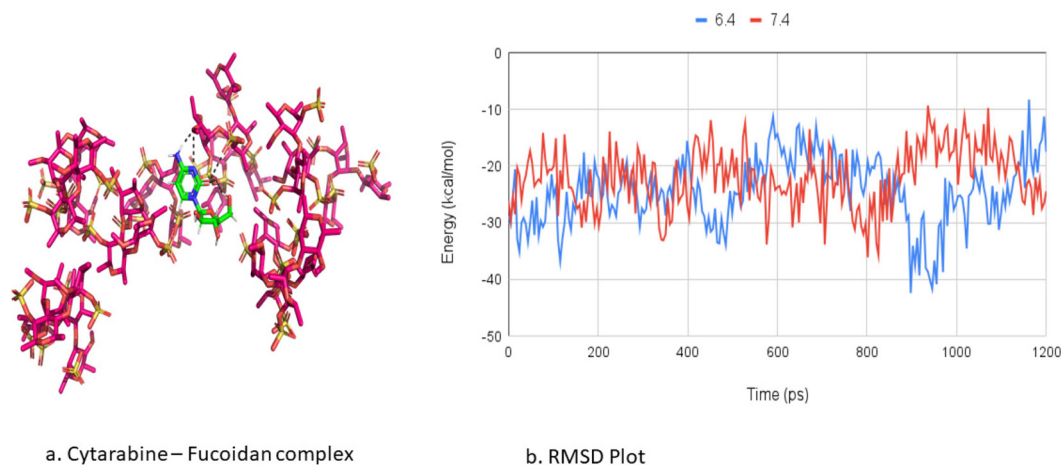 6.4 7.4
0
-10
-20
-30
-40
-50
Energy (kcal/mol)
0 200 400 600 800 1000 1200
Time (ps)
a. Cytarabine – Fucoidan complex
b. RMSD Plot